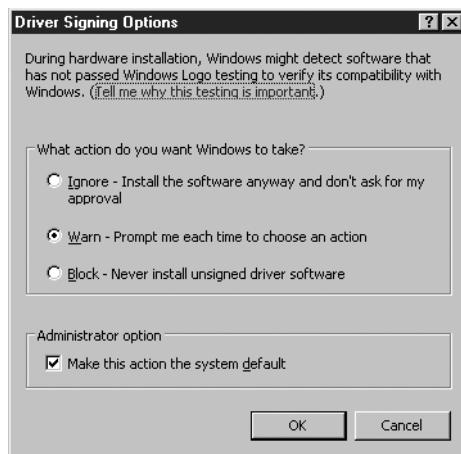 Driver Signing Options
During hardware installation, Windows might detect software that
has not passed Windows Logo testing to verify its compatibility with
Windows. (Tell me why this testing is important.)
What action do you want Windows to take?
Ignore - Install the software anyway and don't ask for my
approval
Warn - Prompt me each time to choose an action
Block - Never install unsigned driver software
Administrator option
Make this action the system default
OK
Cancel